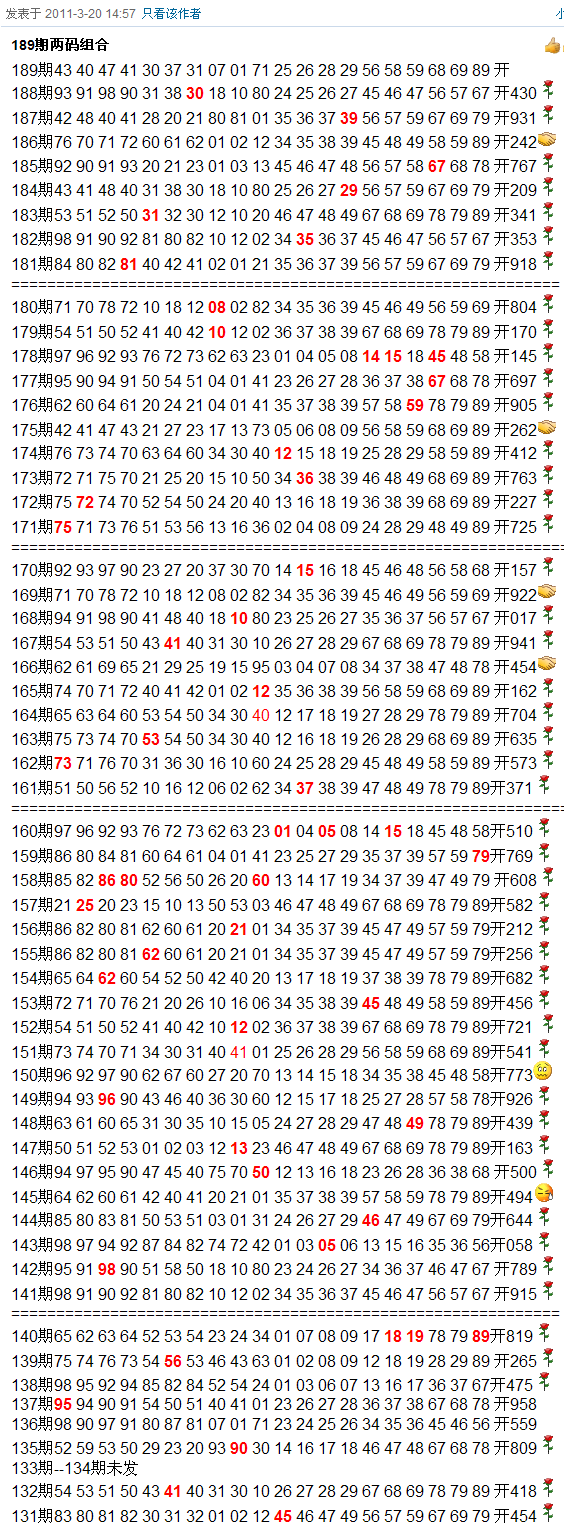 发表于 2011-3-20 14:57 只看该作者
189期两码组合
189期43 40 47 41 30 37 31 07 01 71 25 26 28 29 56 58 59 68 69 89 开
188期93 91 98 90 31 38 30 18 10 80 24 25 26 27 45 46 47 56 57 67 开430
187期42 48 40 41 28 20 21 80 81 01 35 36 37 39 56 57 59 67 69 79 开931
186期76 70 71 72 60 61 62 01 02 12 34 35 38 39 45 48 49 58 59 89 开242
185期92 90 91 93 20 21 23 01 03 13 45 46 47 48 56 57 58 67 68 78 开767
184期43 41 48 40 31 38 30 18 10 80 25 26 27 29 56 57 59 67 69 79 开209
183期53 51 52 50 31 32 30 12 10 20 46 47 48 49 67 68 69 78 79 89 开341
182期98 91 90 92 81 80 82 10 12 02 34 35 36 37 45 46 47 56 57 67 开353
181期84 80 82 81 40 42 41 02 01 21 35 36 37 39 56 57 59 67 69 79 开918
==============================================================
180期71 70 78 72 10 18 12 08 02 82 34 35 36 39 45 46 49 56 59 69 开804
179期54 51 50 52 41 40 42 10 12 02 36 37 38 39 67 68 69 78 79 89 开170
178期97 96 92 93 76 72 73 62 63 23 01 04 05 08 14 15 18 45 48 58 开145
177期95 90 94 91 50 54 51 04 01 41 23 26 27 28 36 37 38 67 68 78 开697
176期62 60 64 61 20 24 21 04 01 41 35 37 38 39 57 58 59 78 79 89 开905
175期42 41 47 43 21 27 23 17 13 73 05 06 08 09 56 58 59 68 69 89 开262
174期76 73 74 70 63 64 60 34 30 40 12 15 18 19 25 28 29 58 59 89 开412
173期72 71 75 70 21 25 20 15 10 50 34 36 38 39 46 48 49 68 69 89 开763
172期75 72 74 70 52 54 50 24 20 40 13 16 18 19 36 38 39 68 69 89 开227
171期75 71 73 76 51 53 56 13 16 36 02 04 08 09 24 28 29 48 49 89 开725
==============================================================
170期92 93 97 90 23 27 20 37 30 70 14 15 16 18 45 46 48 56 58 68 开157
169期71 70 78 72 10 18 12 08 02 82 34 35 36 39 45 46 49 56 59 69 开922
168期94 91 98 90 41 48 40 18 10 80 23 25 26 27 35 36 37 56 57 67 开017
167期54 53 51 50 43 41 40 31 30 10 26 27 28 29 67 68 69 78 79 89 开941
166期62 61 69 65 21 29 25 19 15 95 03 04 07 08 34 37 38 47 48 78 开454
165期74 70 71 72 40 41 42 01 02 12 35 36 38 39 56 58 59 68 69 89 开162
164期65 63 64 60 53 54 50 34 30 40 12 17 18 19 27 28 29 78 79 89 开704
163期75 73 74 70 53 54 50 34 30 40 12 16 18 19 26 28 29 68 69 89 开635
162期73 71 76 70 31 36 30 16 10 60 24 25 28 29 45 48 49 58 59 89 开573
161期51 50 56 52 10 16 12 06 02 62 34 37 38 39 47 48 49 78 79 89 开371
==============================================================
160期97 96 92 93 76 72 73 62 63 23 01 04 05 08 14 15 18 45 48 58开510
159期86 80 84 81 60 64 61 04 01 41 23 25 27 29 35 37 39 57 59 79开769
158期85 82 86 80 52 56 50 26 20 60 13 14 17 19 34 37 39 47 49 79 开608
157期21 25 20 23 15 10 13 50 53 03 46 47 48 49 67 68 69 78 79 89开582
156期86 82 80 81 62 60 61 20 21 01 34 35 37 39 45 47 49 57 59 79开212
155期86 82 80 81 62 60 61 20 21 01 34 35 37 39 45 47 49 57 59 79开256
154期65 64 62 60 54 52 50 42 40 20 13 17 18 19 37 38 39 78 79 89开682
153期72 71 70 76 21 20 26 10 16 06 34 35 38 39 45 48 49 58 59 89开456
152期54 51 50 52 41 40 42 10 12 02 36 37 38 39 67 68 69 78 79 89 开721
151期73 74 70 71 34 30 31 40 41 01 25 26 28 29 56 58 59 68 69 89开541
150期96 92 97 90 62 67 60 27 20 70 13 14 15 18 34 35 38 45 48 58开773
149期94 93 96 90 43 46 40 36 30 60 12 15 17 18 25 27 28 57 58 78开926
148期63 61 60 65 31 30 35 10 15 05 24 27 28 29 47 48 49 78 79 89开439
147期50 51 52 53 01 02 03 12 13 23 46 47 48 49 67 68 69 78 79 89开163
146期94 97 95 90 47 45 40 75 70 50 12 13 16 18 23 26 28 36 38 68 开500
145期64 62 60 61 42 40 41 20 21 01 35 37 38 39 57 58 59 78 79 89开494
144期85 80 83 81 50 53 51 03 01 31 24 26 27 29 46 47 49 67 69 79开644
143期98 97 94 92 87 84 82 74 72 42 01 03 05 06 13 15 16 35 36 56开058
142期95 91 98 90 51 58 50 18 10 80 23 24 26 27 34 36 37 46 47 67 开789
141期98 91 90 92 81 80 82 10 12 02 34 35 36 37 45 46 47 56 57 67 开915
==============================================================
140期65 62 63 64 52 53 54 23 24 34 01 07 08 09 17 18 19 78 79 89开819
139期75 74 76 73 54 56 53 46 43 63 01 02 08 09 12 18 19 28 29 89 开265
138期98 95 92 94 85 82 84 52 54 24 01 03 06 07 13 16 17 36 37 67开475
137期95 94 90 91 54 50 51 40 41 01 23 26 27 28 36 37 38 67 68 78 开958
136期98 90 97 91 80 87 81 07 01 71 23 24 25 26 34 35 36 45 46 56 开559
135期52 59 53 50 29 23 20 93 90 30 14 16 17 18 46 47 48 67 68 78 开809
133期--134期未发
132期54 53 51 50 43 41 40 31 30 10 26 27 28 29 67 68 69 78 79 89 开418
131期83 80 81 82 30 31 32 01 02 12 45 46 47 49 56 57 59 67 69 79 开454